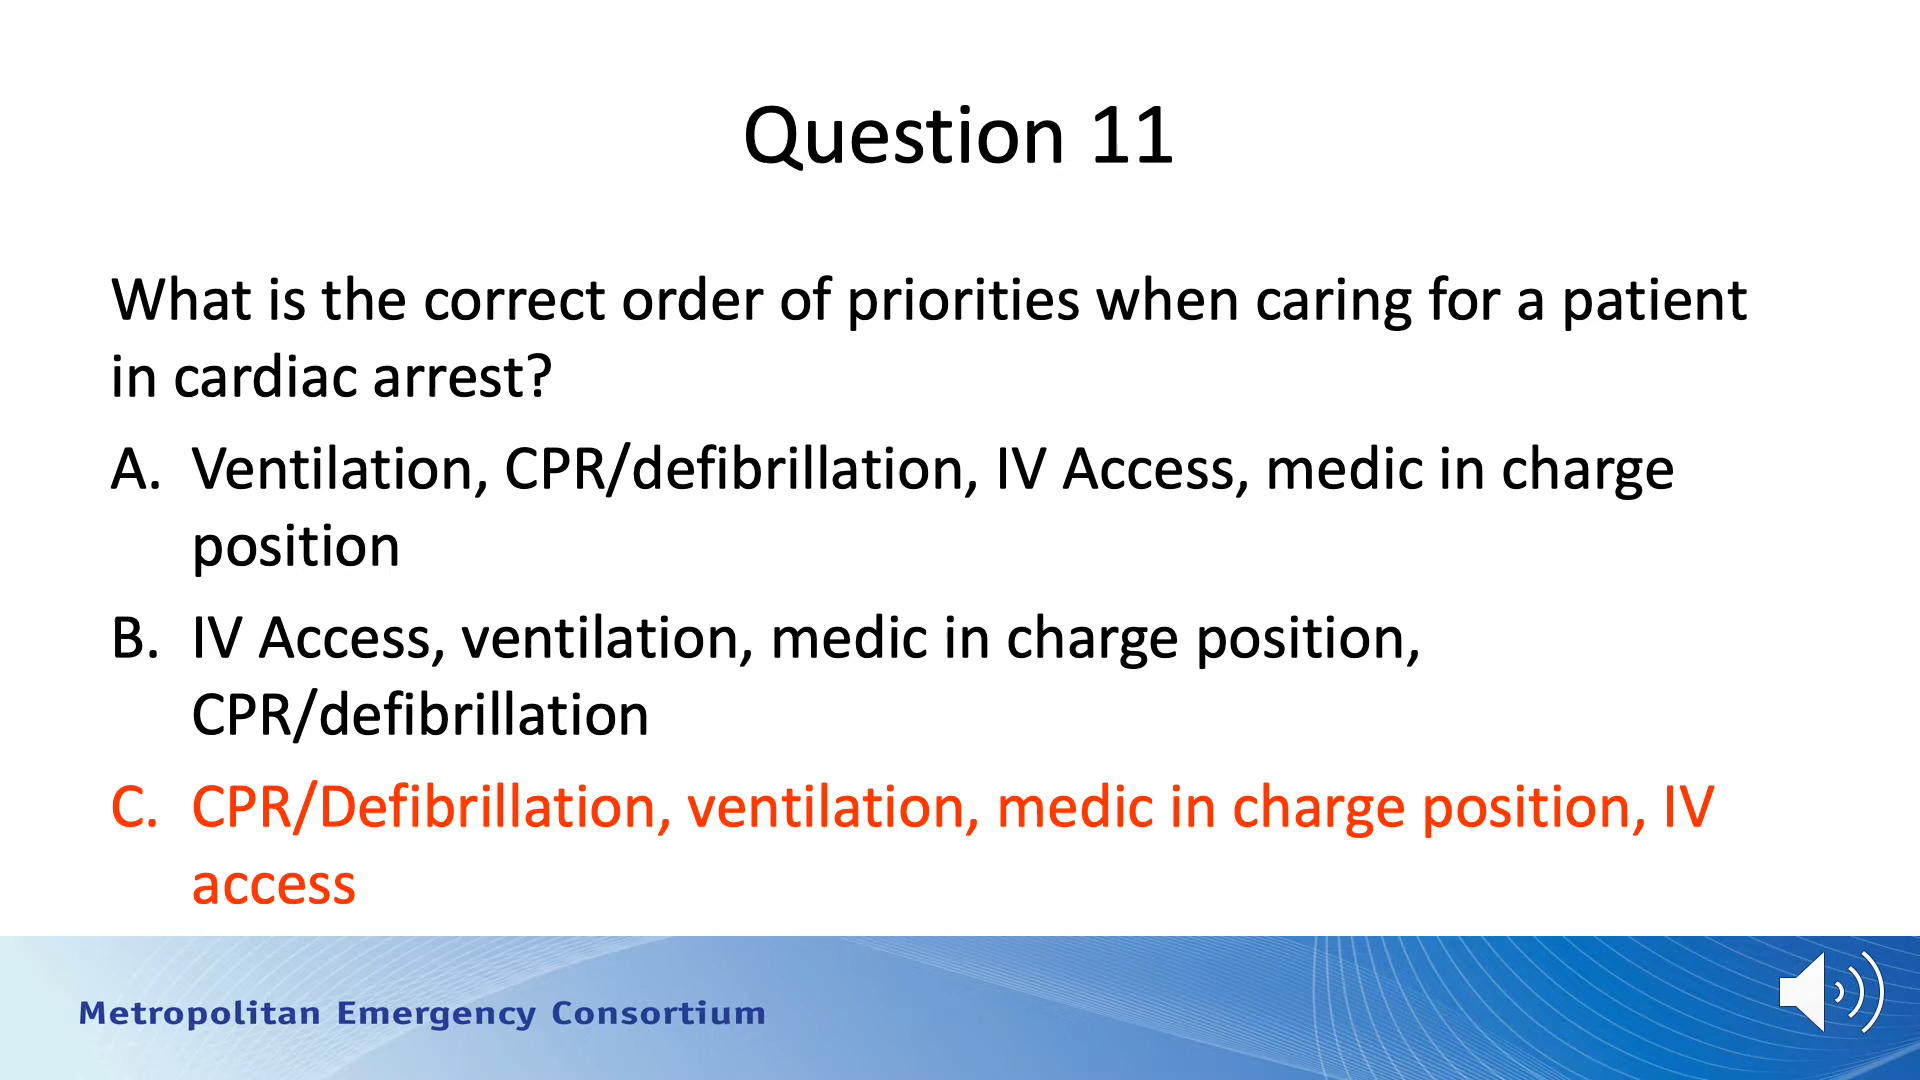 Question 11
What is the correct order of priorities when caring for a patient
in cardiac arrest?
A. Ventilation, CPR/defibrillation, IV Access, medic in charge
position
B. IV Access, ventilation, medic in charge position,
CPR/defibrillation
C. CPR/Defibrillation, ventilation, medic in charge position, IV
access
Metropolitan Emergency Consortium